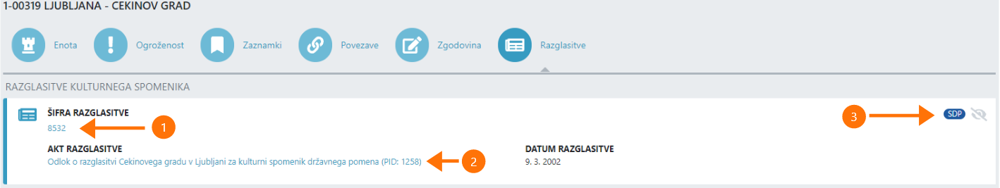 1-00319 LJUBLJANA - CEKINOV GRAD
Enota
Ogroženost
Zaznamki
Povezave
Zgodovina
Razglasitve
RAZGLASITVE KULTURNEGA SPOMENIKA
ŠIFRA RAZGLASITVE
8532
1
3
SDP
AKT RAZGLASITVE
Odlok o razglasitvi Cekinovega gradu v Ljubljani za kulturni spomenik državnega pomena (PID: 1258)
2
DATUM RAZGLASITVE
9. 3. 2002